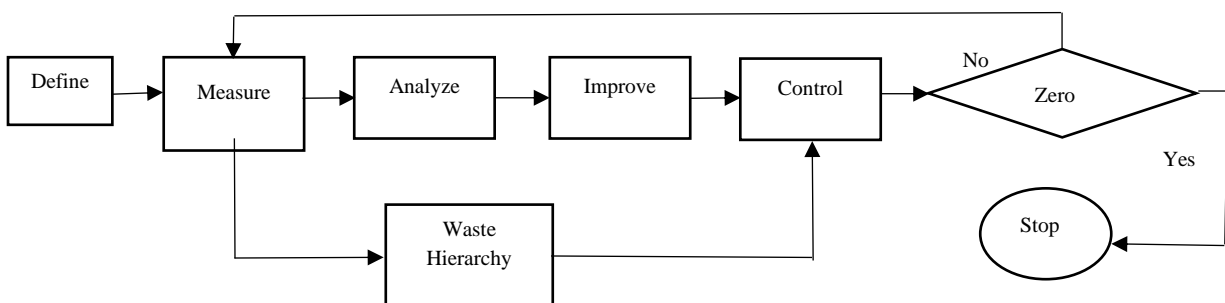 Define
Measure
Analyze
Improve
Control
No
Zero
Yes
Waste
Hierarchy
Stop